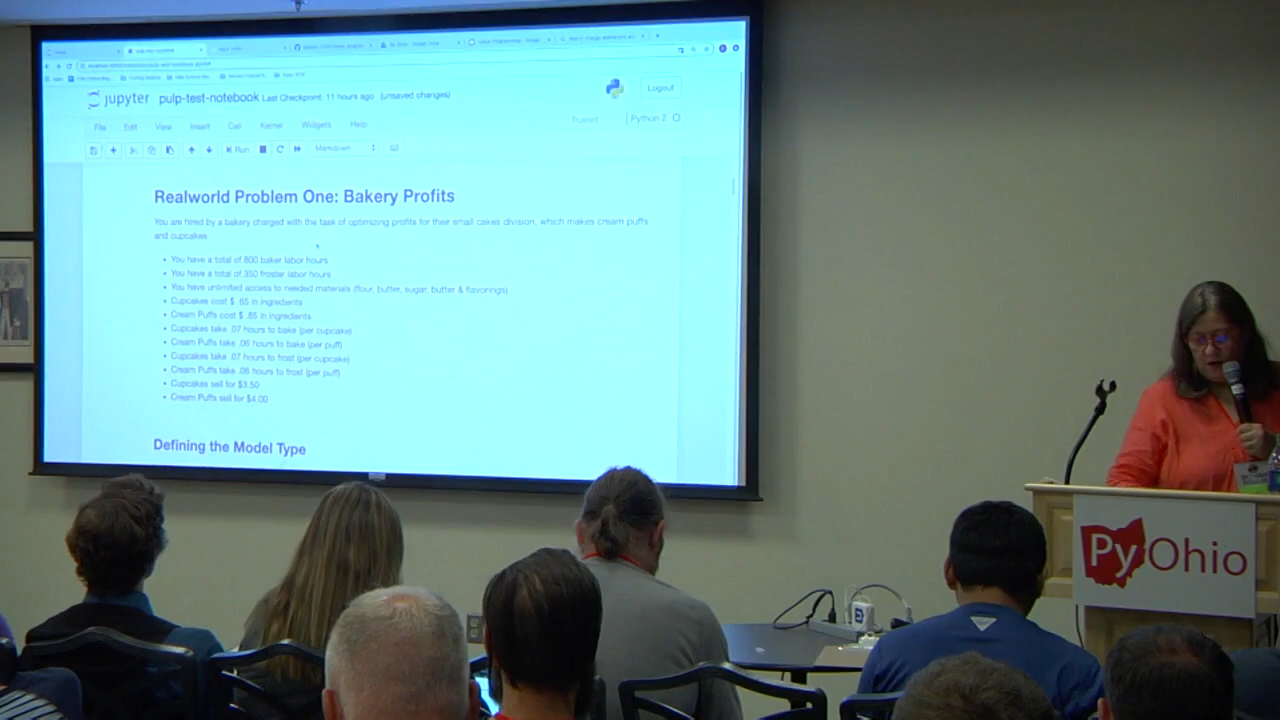 jupyter pulp-test-notebook Last Checkpoint: 11 hours ago (unsaved changes)
Logout
File Edit View Insert Cell Kernel Widgets Help
Trusted Python 2
Run Markdown
Realworld Problem One: Bakery Profits
You are hired by a bakery charged with the task of optimizing profits for their small cakes division, which makes cream puffs
and cupcakes
• You have a total of 800 baker labor hours
• You have a total of 350 froster labor hours
• You have unlimited access to needed materials (flour, butter, sugar, butter & flavorings)
• Cupcakes cost $ .65 in ingredients
• Cream Puffs cost $ .85 in ingredients
• Cupcakes take .07 hours to bake (per cupcake)
• Cream Puffs take .06 hours to bake (per puff)
• Cupcakes take .07 hours to frost (per cupcake)
• Cream Puffs take .08 hours to frost (per puff)
• Cupcakes sell for $3.50
• Cream Puffs sell for $4.00
Defining the Model Type
PyOhio